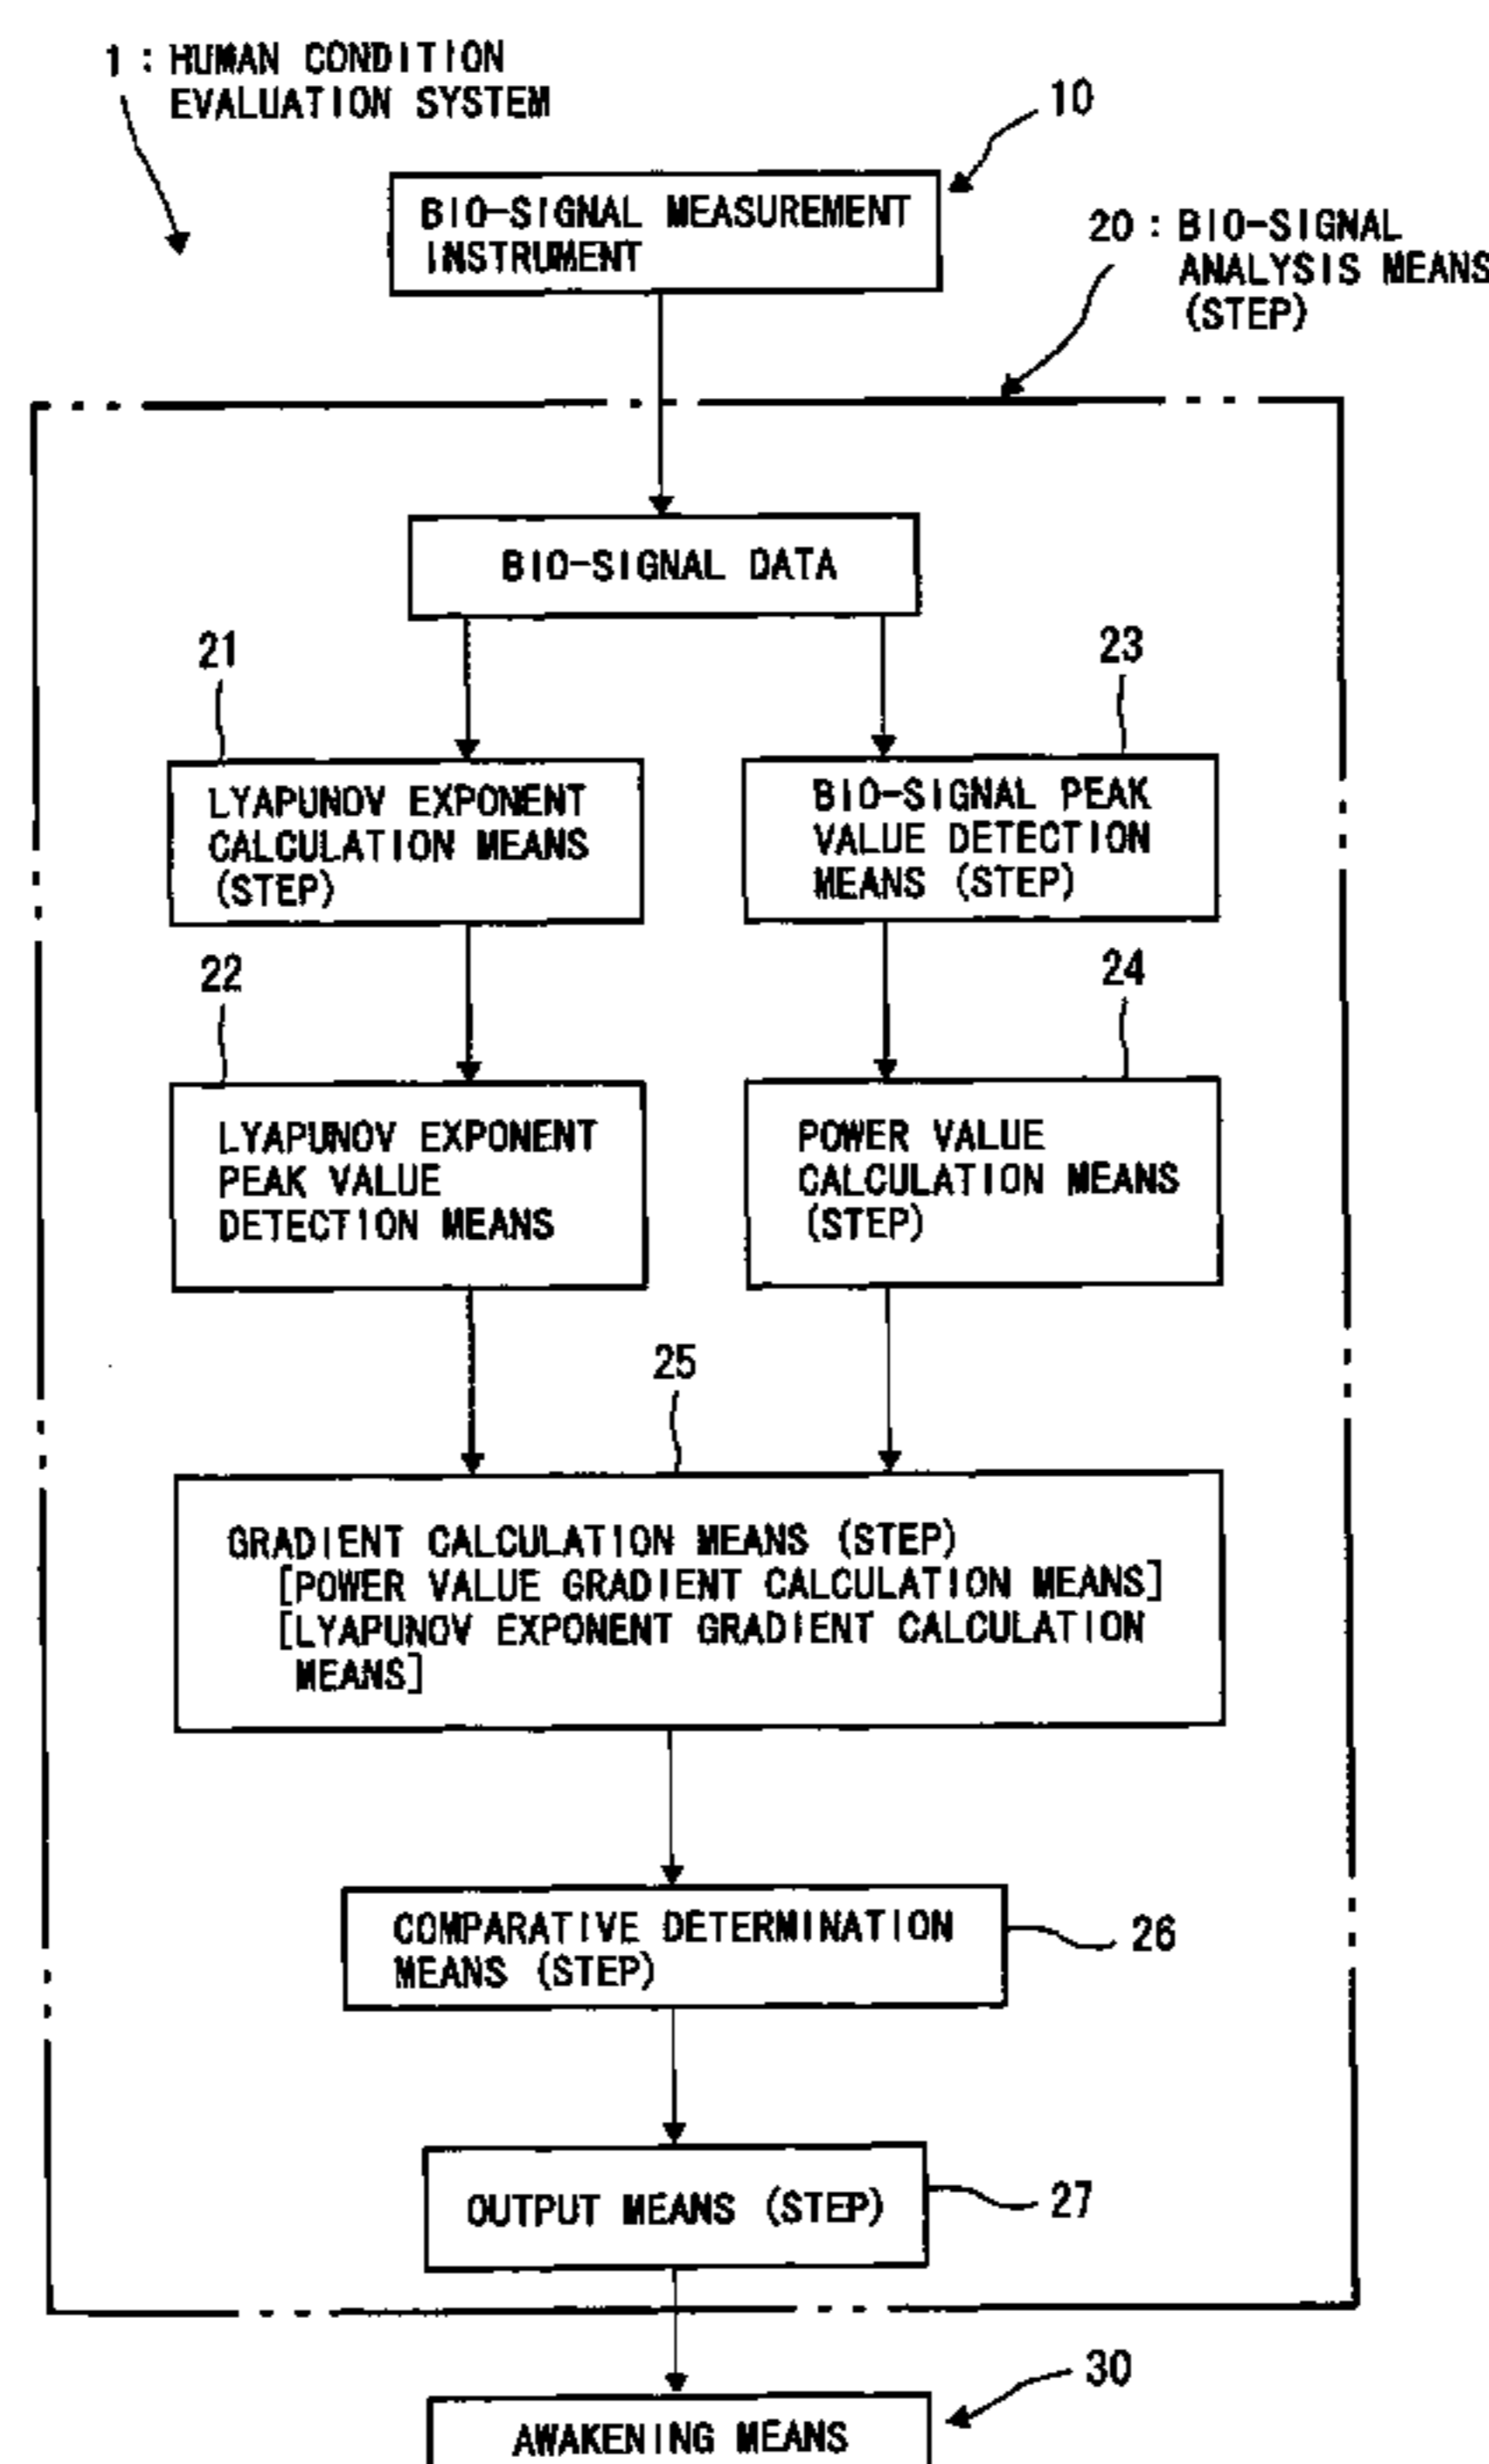 1 : HUMAN CONDITION
EVALUATION SYSTEM
10
BIO-SIGNAL MEASUREMENT
INSTRUMENT
20 : BIO-SIGNAL
ANALYSIS MEANS
(STEP)
BIO-SIGNAL DATA
21
23
LYAPUNOV EXPONENT
CALCULATION MEANS
(STEP)
BIO-SIGNAL PEAK
VALUE DETECTION
MEANS (STEP)
22
24
LYAPUNOV EXPONENT
PEAK VALUE
DETECTION MEANS
POWER VALUE
CALCULATION MEANS
(STEP)
25
GRADIENT CALCULATION MEANS (STEP)
[POWER VALUE GRADIENT CALCULATION MEANS]
[LYAPUNOV EXPONENT GRADIENT CALCULATION
MEANS]
COMPARATIVE DETERMINATION
MEANS (STEP)
26
OUTPUT MEANS (STEP)
27
30
AWAKENING MEANS